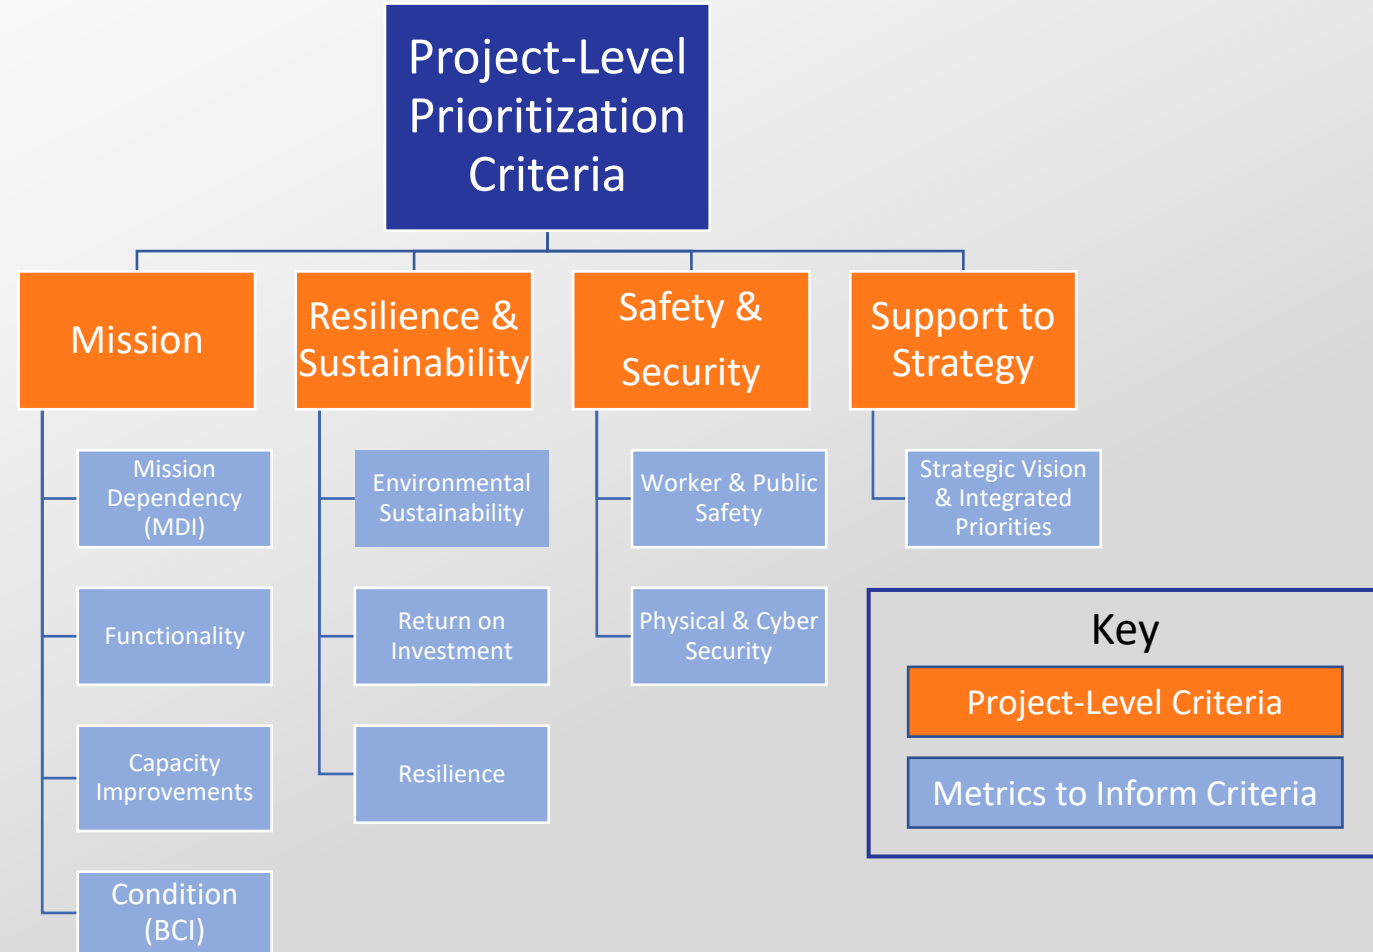 Project-Level
Prioritization
Criteria
Mission
Mission
Dependency
(MDI)
Functionality
Capacity
Improvements
Condition
(BCI)
Resilience &
Sustainability
Environmental
Sustainability
Return on
Investment
Resilience
Safety &
Security
Worker & Public
Safety
Physical & Cyber
Security
Support to
Strategy
Strategic Vision
& Integrated
Priorities
Key
Project-Level Criteria
Metrics to Inform Criteria